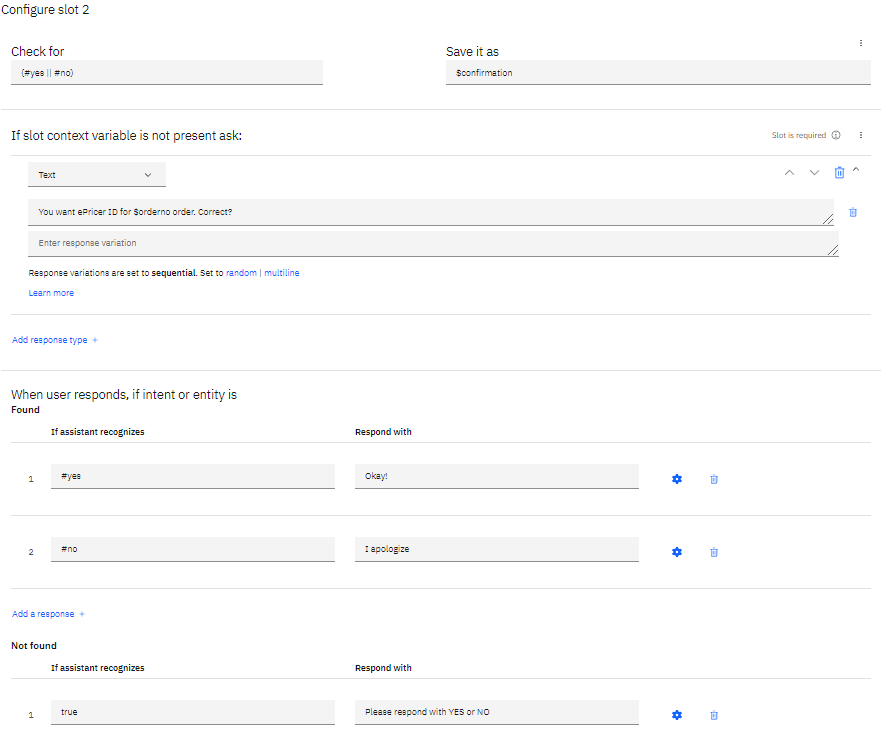 Configure slot 2
Check for
Save it as
(#yes || #no)
$confirmation
If slot context variable is not present ask:
Slot is required
Text
You want ePricer ID for $orderno order. Correct?
Enter response variation
Response variations are set to sequential. Set to random | multiline
Learn more
Add response type +
When user responds, if intent or entity is
Found
If assistant recognizes
Respond with
1
#yes
Okay!
2
#no
I apologize
Add a response +
Not found
If assistant recognizes
Respond with
1
true
Please respond with YES or NO